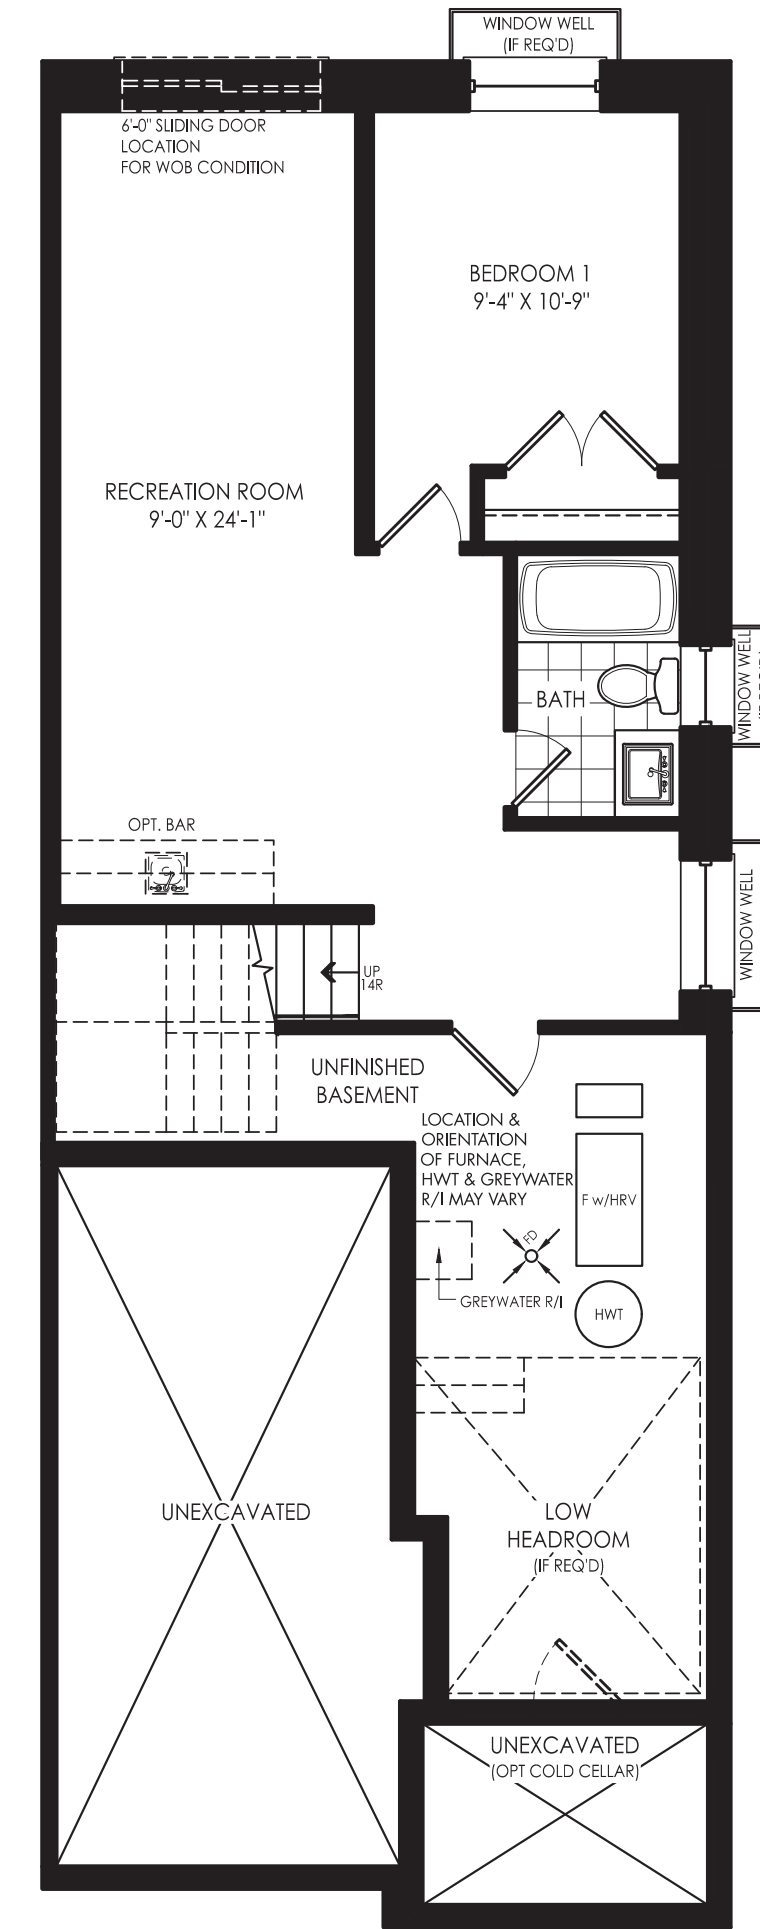 WINDOW WELL
(IF REQ'D)
6'-0" SLIDING DOOR
LOCATION
FOR WOB CONDITION
BEDROOM 1
9'-4" X 10'-9"
RECREATION ROOM
9'-0" X 24'-1"
WINDOW WELL
BATH
OPT. BAR
WINDOW WELL
UP
14R
UNFINISHED
BASEMENT
LOCATION &
ORIENTATION
OF FURNACE,
HWT & GREYWATER
R/I MAY VARY
F w/HRV
FD
GREYWATER R/I
HWT
UNEXCAVATED
LOW
HEADROOM
(IF REQ'D)
UNEXCAVATED
(OPT COLD CELLAR)